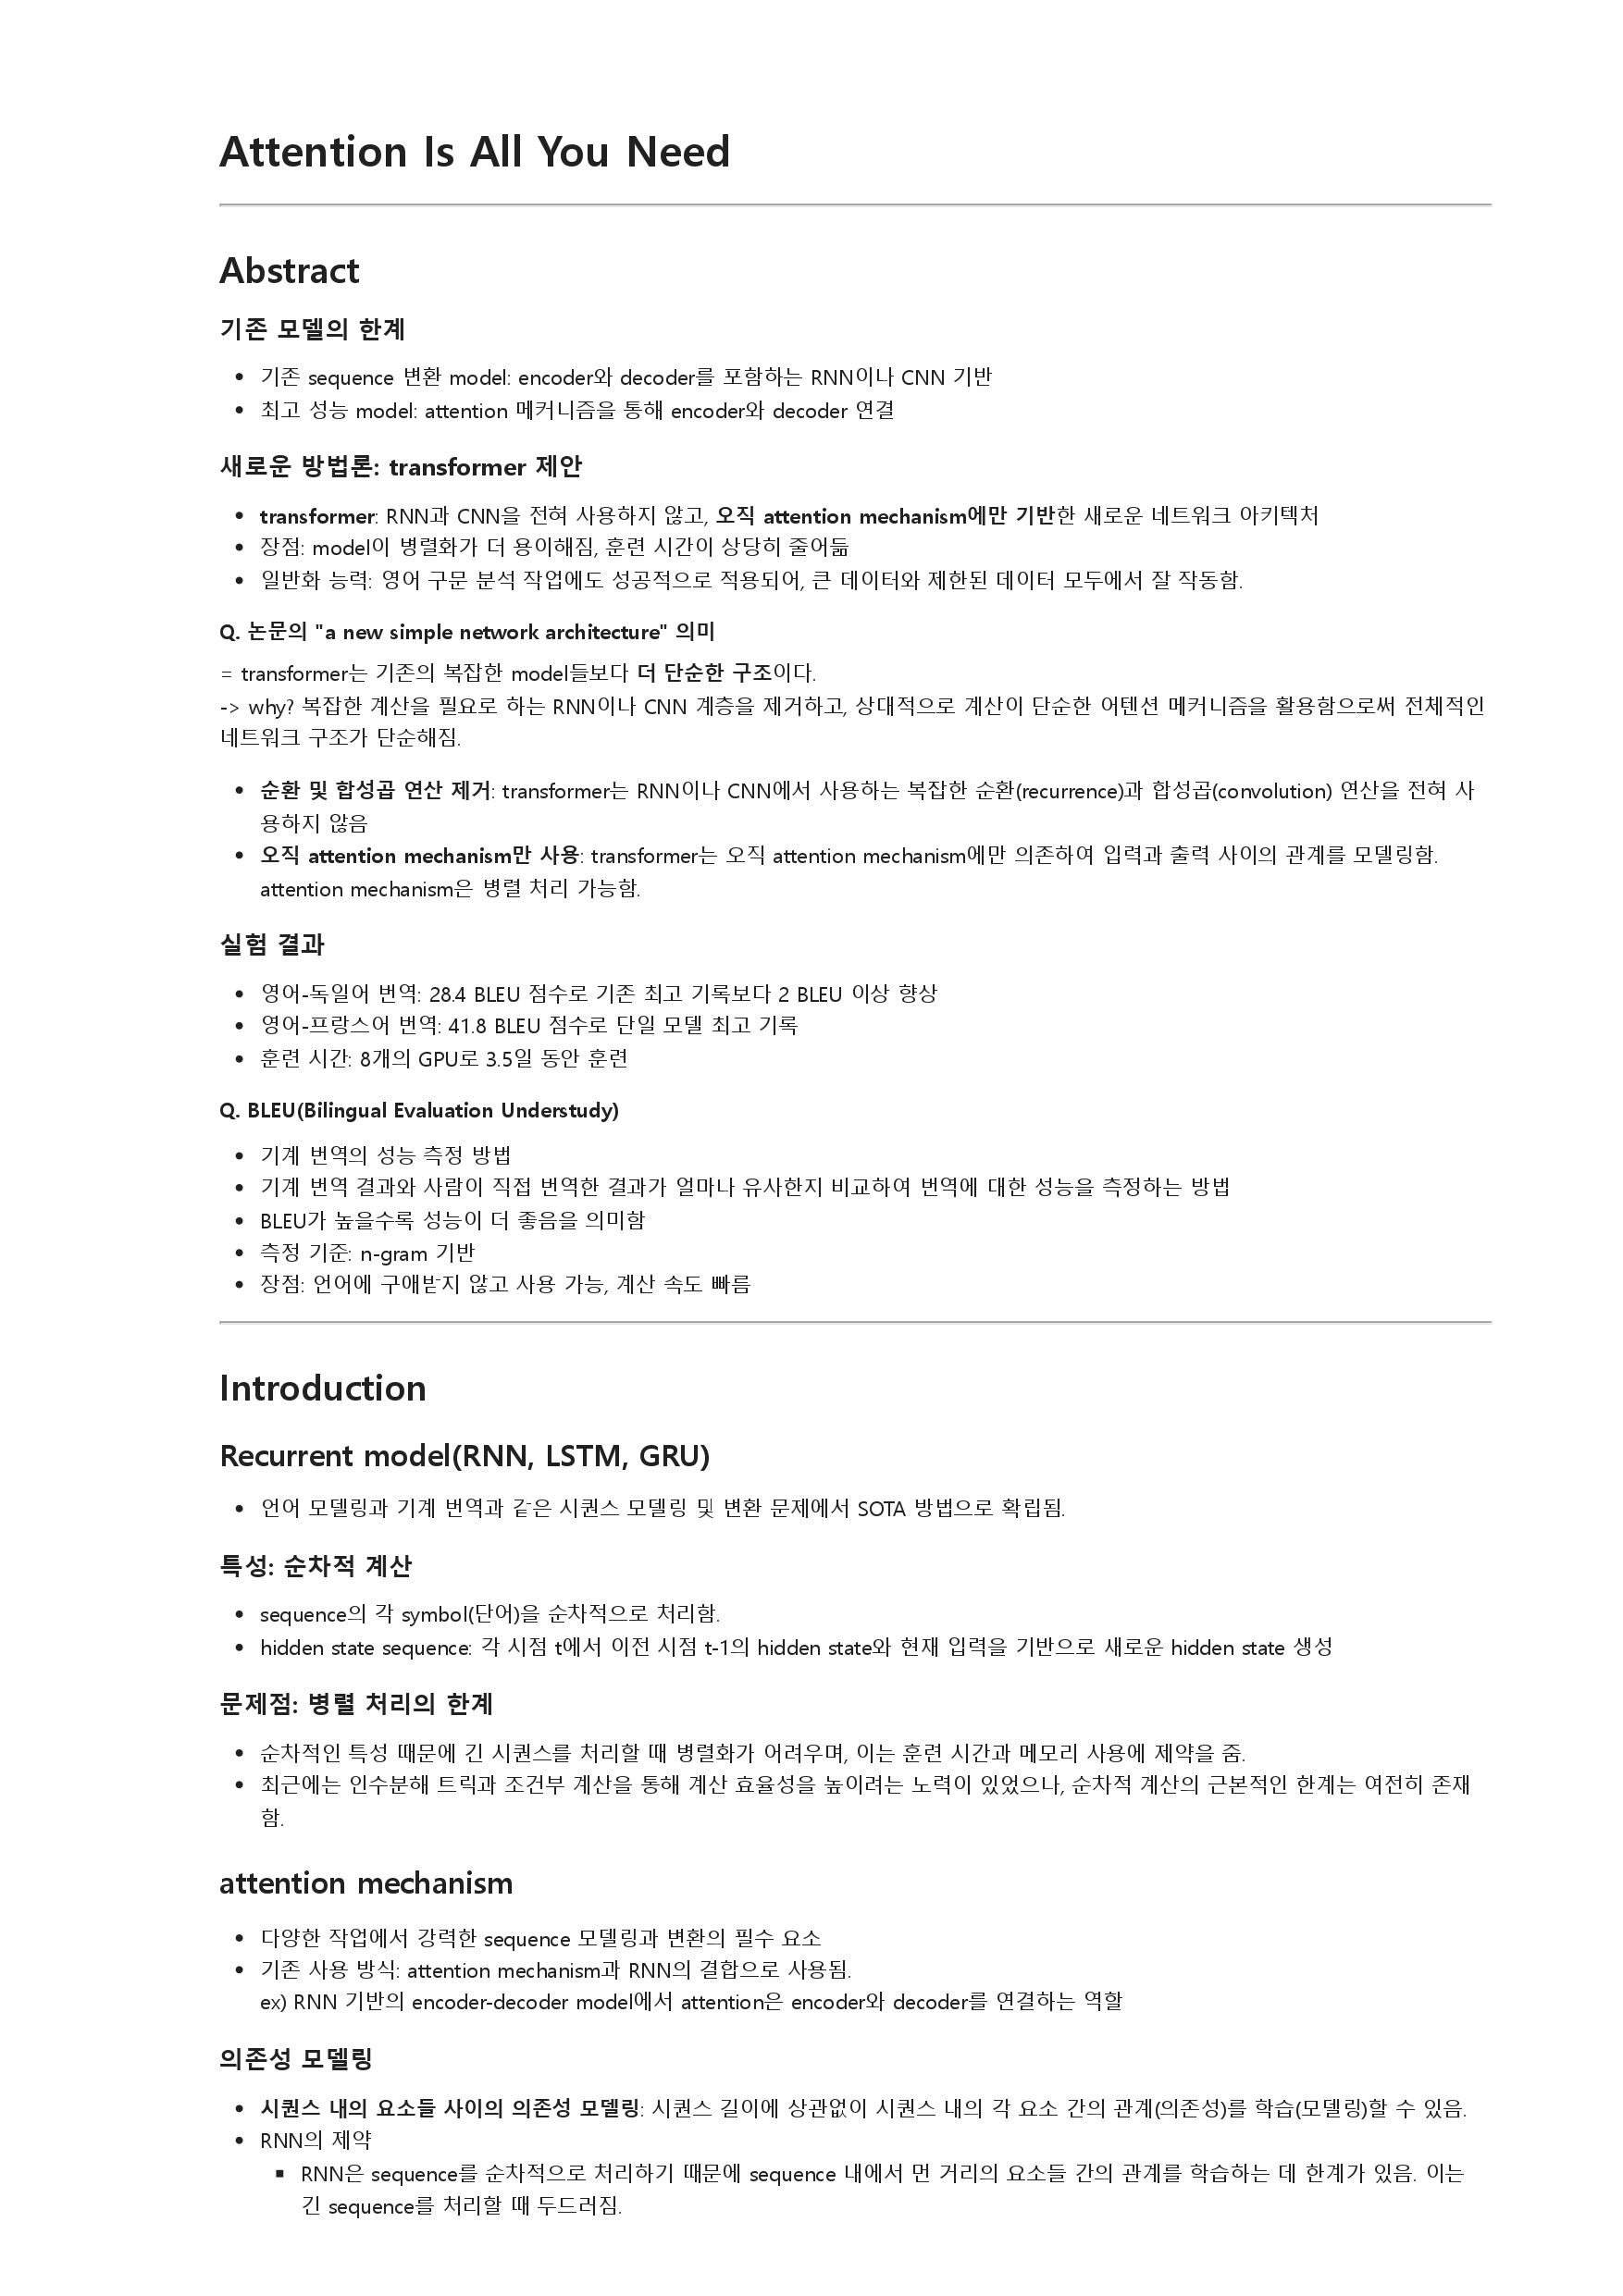 Attention Is All You Need
Abstract
기존 모델의 한계
기존 sequence 변환 model: encoder와 decoder를 포함하는 RNN이나 CNN 기반
최고 성능 model: attention 메커니즘을 통해 encoder와 decoder 연결
새로운 방법론: transformer 제안
transformer: RNN과 CNN을 전혀 사용하지 않고, 오직 attention mechanism에만 기반한 새로운 네트워크 아키텍처
장점: model이 병렬화가 더 용이해짐, 훈련 시간이 상당히 줄어듦
일반화 능력: 영어 구문 분석 작업에도 성공적으로 적용되어, 큰 데이터와 제한된 데이터 모두에서 잘 작동함.
Q. 논문의 "a new simple network architecture" 의미
= transformer는 기존의 복잡한 model들보다 더 단순한 구조이다.
-> why? 복잡한 계산을 필요로 하는 RNN이나 CNN 계층을 제거하고, 상대적으로 계산이 단순한 어텐션 메커니즘을 활용함으로써 전체적인
네트워크 구조가 단순해짐.
순환 및 합성곱 연산 제거: transformer는 RNN이나 CNN에서 사용하는 복잡한 순환(recurrence)과 합성곱(convolution) 연산을 전혀 사
용하지 않음
오직 attention mechanism만 사용: transformer는 오직 attention mechanism에만 의존하여 입력과 출력 사이의 관계를 모델링함.
attention mechanism은 병렬 처리 가능함.
실험 결과
영어-독일어 번역: 28.4 BLEU 점수로 기존 최고 기록보다 2 BLEU 이상 향상
영어-프랑스어 번역: 41.8 BLEU 점수로 단일 모델 최고 기록
훈련 시간: 8개의 GPU로 3.5일 동안 훈련
Q. BLEU(Bilingual Evaluation Understudy)
기계 번역의 성능 측정 방법
기계 번역 결과와 사람이 직접 번역한 결과가 얼마나 유사한지 비교하여 번역에 대한 성능을 측정하는 방법
BLEU가 높을수록 성능이 더 좋음을 의미함
측정 기준: n-gram 기반
장점: 언어에 구애받지 않고 사용 가능, 계산 속도 빠름
Introduction
Recurrent model(RNN, LSTM, GRU)
언어 모델링과 기계 번역과 같은 시퀀스 모델링 및 변환 문제에서 SOTA 방법으로 확립됨.
특성: 순차적 계산
sequence의 각 symbol(단어)을 순차적으로 처리함.
hidden state sequence: 각 시점 t에서 이전 시점 t-1의 hidden state와 현재 입력을 기반으로 새로운 hidden state 생성
문제점: 병렬 처리의 한계
순차적인 특성 때문에 긴 시퀀스를 처리할 때 병렬화가 어려우며, 이는 훈련 시간과 메모리 사용에 제약을 줌.
최근에는 인수분해 트릭과 조건부 계산을 통해 계산 효율성을 높이려는 노력이 있었으나, 순차적 계산의 근본적인 한계는 여전히 존재
함.
attention mechanism
다양한 작업에서 강력한 sequence 모델링과 변환의 필수 요소
기존 사용 방식: attention mechanism과 RNN의 결합으로 사용됨.
ex) RNN 기반의 encoder-decoder model에서 attention은 encoder와 decoder를 연결하는 역할
의존성 모델링
시퀀스 내의 요소들 사이의 의존성 모델링: 시퀀스 길이에 상관없이 시퀀스 내의 각 요소 간의 관계(의존성)를 학습(모델링)할 수 있음.
RNN의 제약
RNN은 sequence를 순차적으로 처리하기 때문에 sequence 내에서 먼 거리의 요소들 간의 관계를 학습하는 데 한계가 있음. 이는
긴 sequence를 처리할 때 두드러짐.